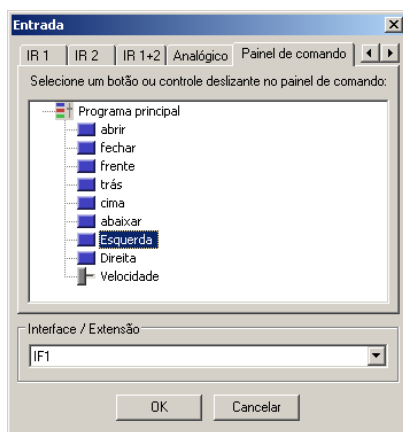 Entrada
IR 1 IR 2 IR 1+2 Analógico Painel de comando
Selecione um botão ou controle deslizante no painel de comando:
Programa principal
abrir
fechar
frente
trás
cima
abaixar
Esquerda
Direita
Velocidade
Interface / Extensão
IF1
OK Cancelar